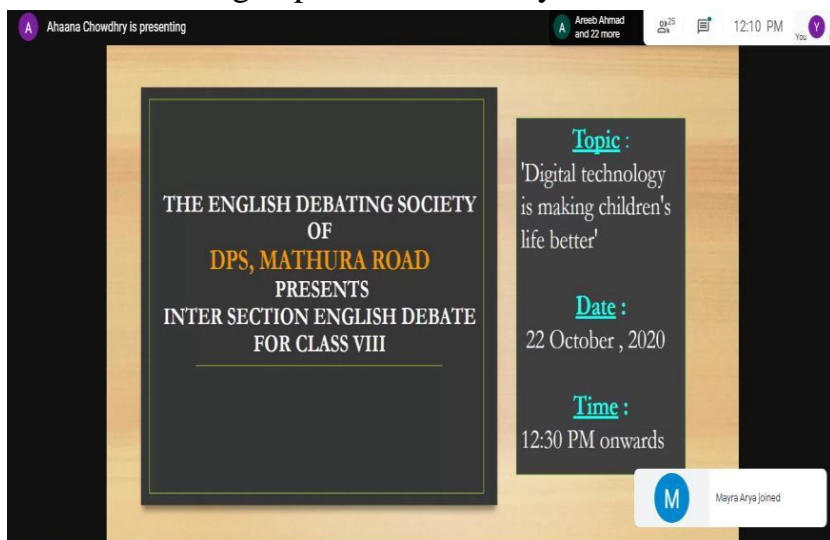 Ahaana Chowdhry is presenting
A
A
Areeb Ahmad
and 22 more
25
12:10 PM
You
Y
THE ENGLISH DEBATING SOCIETY
OF
DPS, MATHURA ROAD
PRESENTS
INTER SECTION ENGLISH DEBATE
FOR CLASS VIII
Topic :
'Digital technology
is making children's
life better'
Date :
22 October , 2020
Time :
12:30 PM onwards
M
Mayra Arya joined